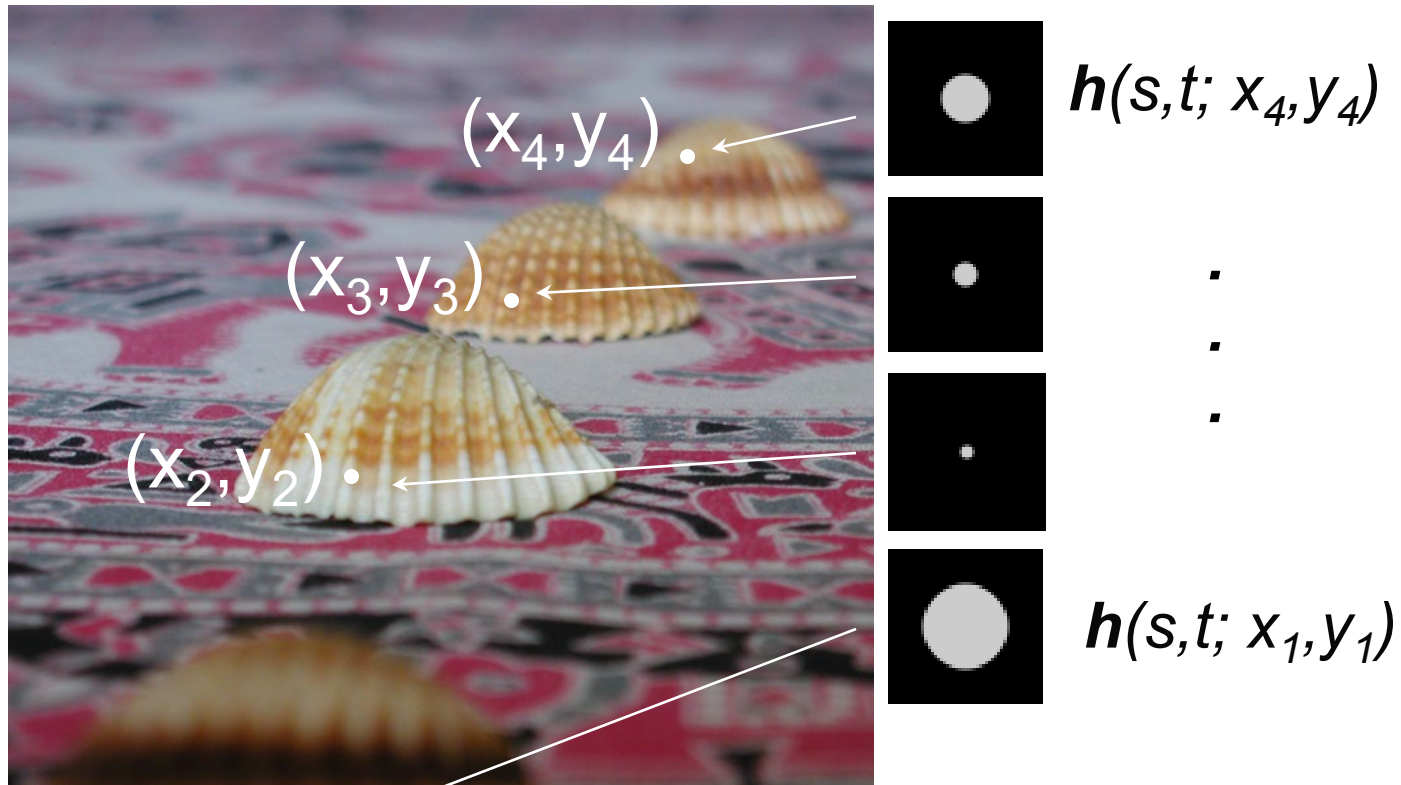 (x₄,y₄)
h(s,t; x₄,y₄)
(x₃,y₃)
.
.
.
(x₂,y₂)
h(s,t; x₁,y₁)